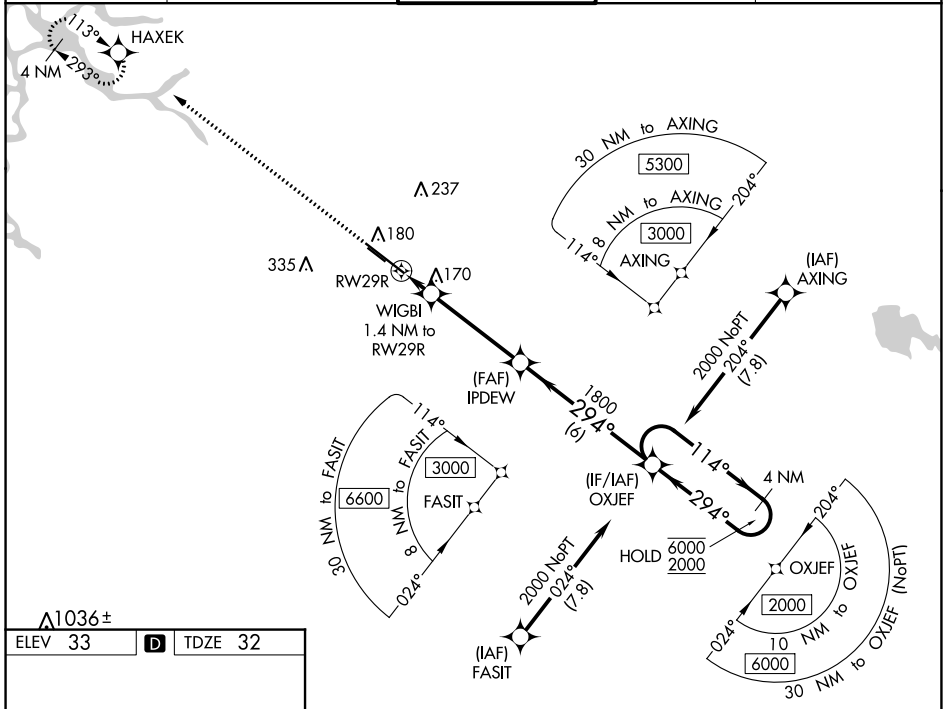 113°
HAXEK
4 NM
293°
30 NM to AXING
5300
204°
8 NM to AXING
3000
114°
AXING
237
180
335
170
RW29R
WIGBI
1.4 NM to
RW29R
(IAF)
AXING
2000 NoPT
204°
(7.8)
(FAF)
IPDEW
1800
294°
(6)
114°
30 NM to FASIT
6600
8 NM to FASIT
3000
FASIT
024°
(IF/IAF)
OXJEF
114°
4 NM
294°
HOLD 6000
2000
204°
OXJEF
2000
024°
10 NM to OXJEF
6000
30 NM to OXJEF (NoPT)
2000 NoPT
024°
(7.8)
(IAF)
FASIT
1036±
ELEV 33 D TDZE 32